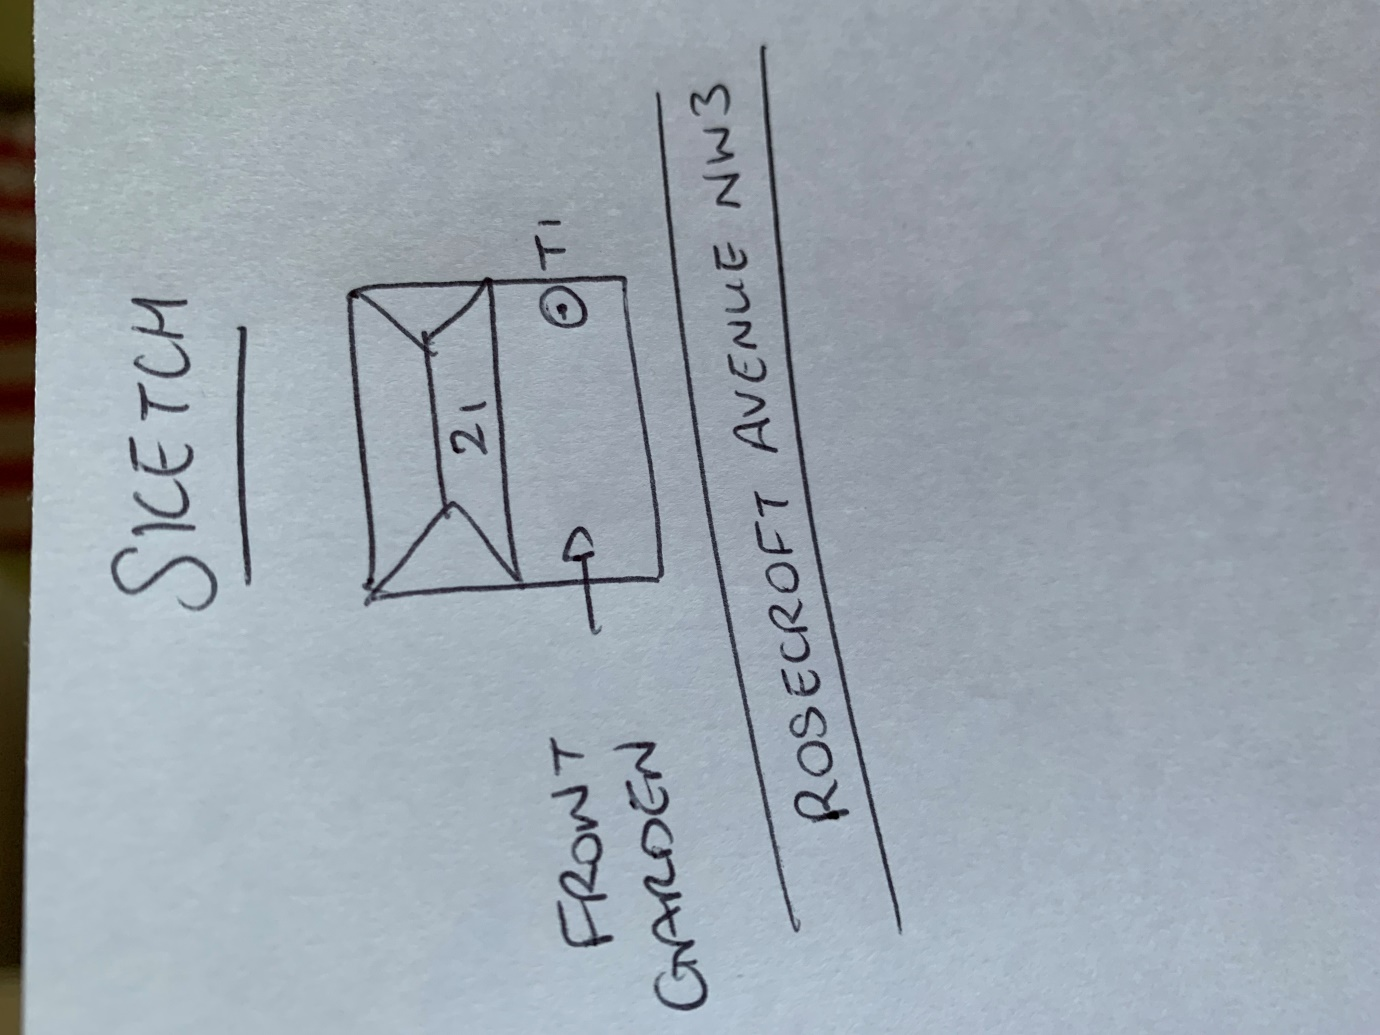 SKETCH
21
T1
FRONT
GARDEN
ROSECROFT AVENUE NW3